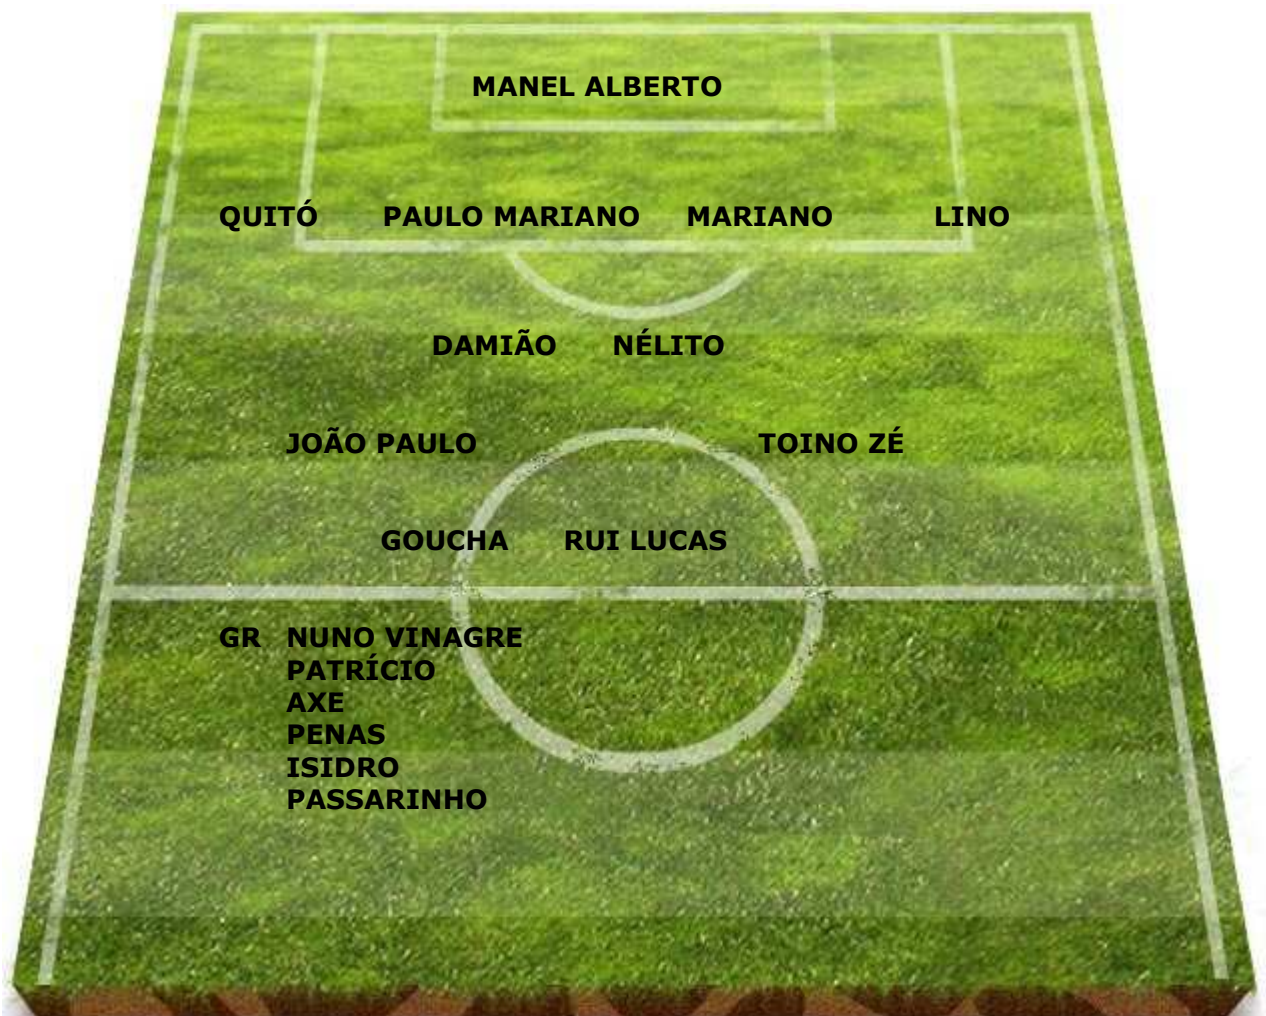 MANEL ALBERTO
QUITÓ PAULO MARIANO MARIANO LINO
DAMIÃO NÉLITO
JOÃO PAULO TOINO ZÉ
GOUCHA RUI LUCAS
GR NUNO VINAGRE
PATRÍCIO
AXE
PENAS
ISIDRO
PASSARINHO